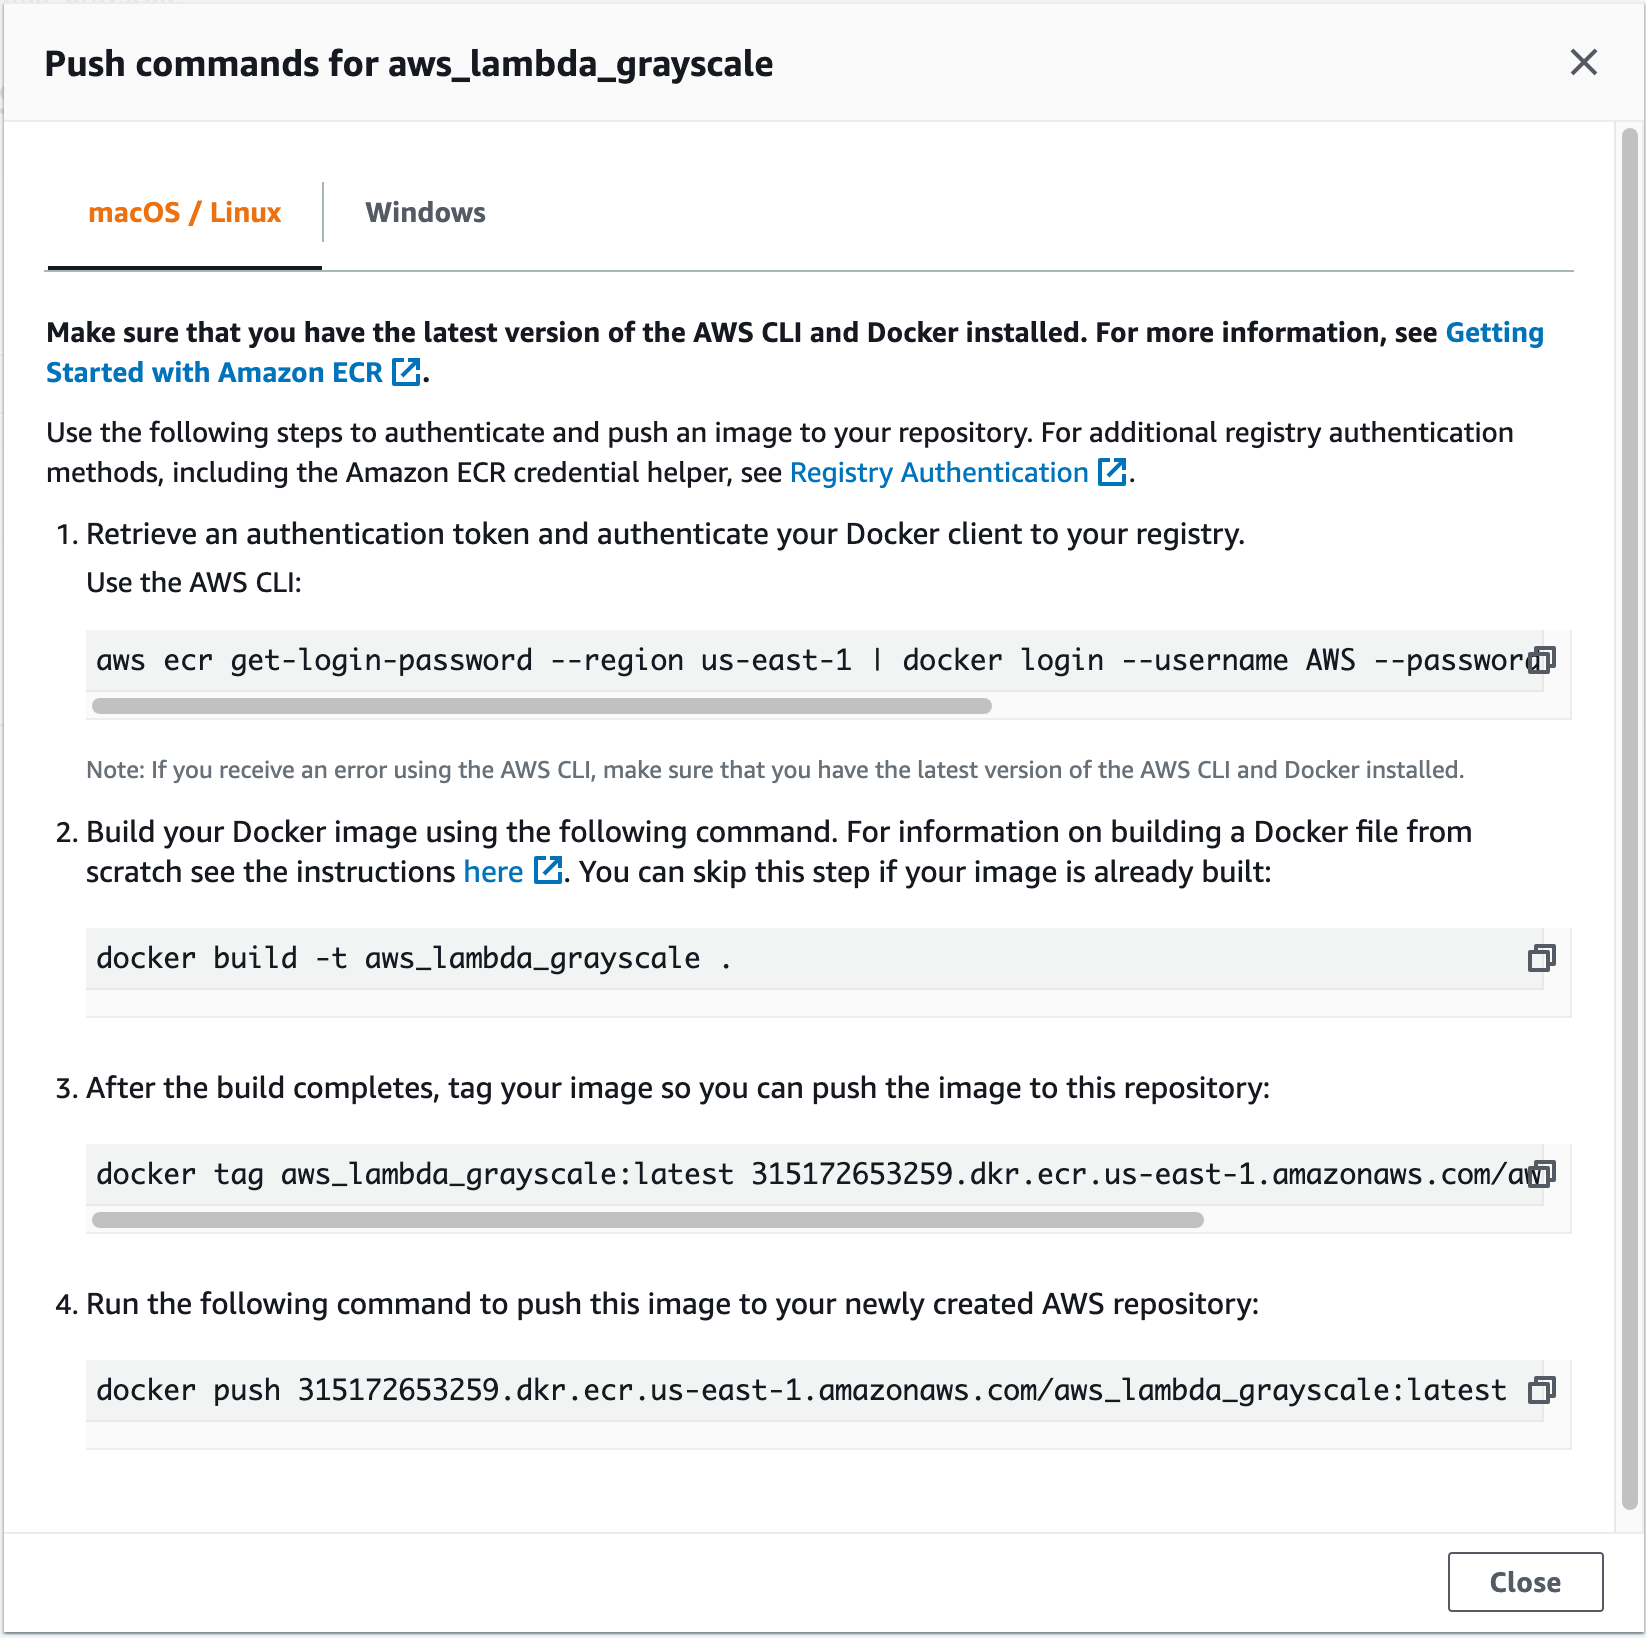 Push commands for aws_lambda_grayscale
macOS / Linux
Windows
Make sure that you have the latest version of the AWS CLI and Docker installed. For more information, see Getting
Started with Amazon ECR.
Use the following steps to authenticate and push an image to your repository. For additional registry authentication
methods, including the Amazon ECR credential helper, see Registry Authentication.
1. Retrieve an authentication token and authenticate your Docker client to your registry.
Use the AWS CLI:
aws ecr get-login-password --region us-east-1 | docker login --username AWS --password
Note: If you receive an error using the AWS CLI, make sure that you have the latest version of the AWS CLI and Docker installed.
2. Build your Docker image using the following command. For information on building a Docker file from
scratch see the instructions here. You can skip this step if your image is already built:
docker build -t aws_lambda_grayscale .
3. After the build completes, tag your image so you can push the image to this repository:
docker tag aws_lambda_grayscale:latest 315172653259.dkr.ecr.us-east-1.amazonaws.com/aw
4. Run the following command to push this image to your newly created AWS repository:
docker push 315172653259.dkr.ecr.us-east-1.amazonaws.com/aws_lambda_grayscale:latest
Close